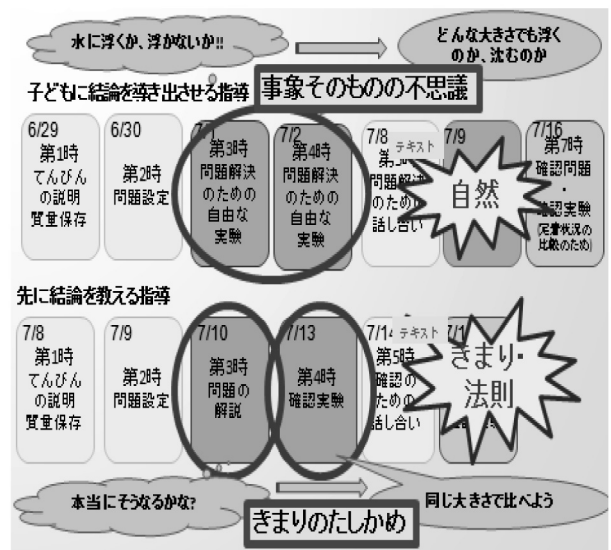 水に浮くか、浮かないか!!
どんな大きさでも浮く
のか、沈むのか
子どもに結論を導き出させる指導
事象そのものの不思議
6/29
第1時
てんびん
の説明
質量保存
6/30
第2時
問題設定
第3時
問題解決
のための
自由な
実験
7/2
第4時
問題解決
のための
自由な
実験
7/8
テキスト
問題解決
のための
話し合い
7/9
自然
7/16
第7時
確認問題
・
確認実験
(定着状況の
比較のため)
先に結論を教える指導
7/8
第1時
てんびん
の説明
質量保存
7/9
第2時
問題設定
7/10
第3時
問題の
解説
7/13
第4時
確認実験
7/14
テキスト
第5時
確認の
ための
話し合い
きまり・
法則
本当にそうなるかな?
きまりのたしかめ
同じ大きさで比べよう